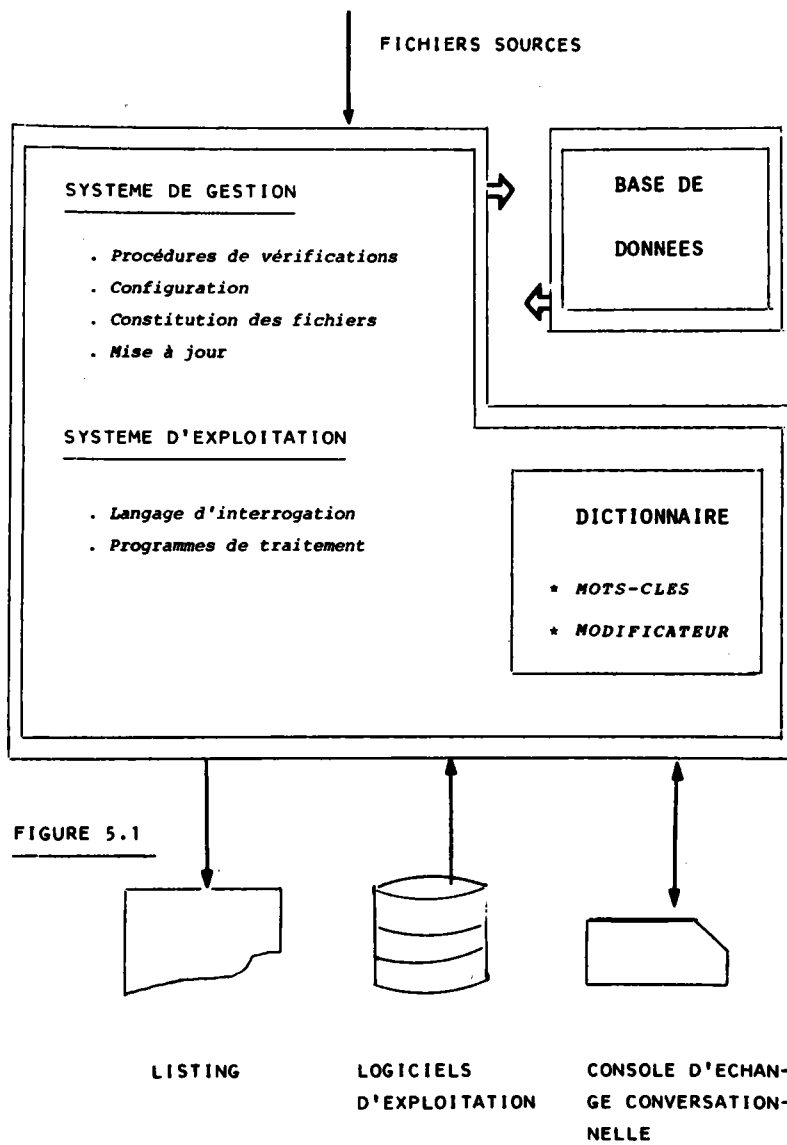 FICHIERS SOURCES
SYSTEME DE GESTION
. Procédures de vérifications
. Configuration
. Constitution des fichiers
. Mise à jour
BASE DE
DONNEES
SYSTEME D'EXPLOITATION
. Langage d'interrogation
. Programmes de traitement
DICTIONNAIRE
* MOTS-CLES
* MODIFICATEUR
FIGURE 5.1
LISTING
LOGICIELS
D'EXPLOITATION
CONSOLE D'ECHAN-
GE CONVERSATION-
NELLE